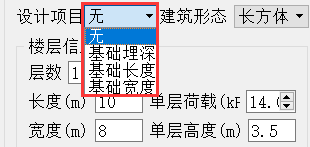 设计项目 无 建筑形态 长方体
无
楼层信
基础埋深
层数 1
基础长度
基础宽度
长度(m) 10 单层荷载(kP 14.0
宽度(m) 8 单层高度(m) 3.5